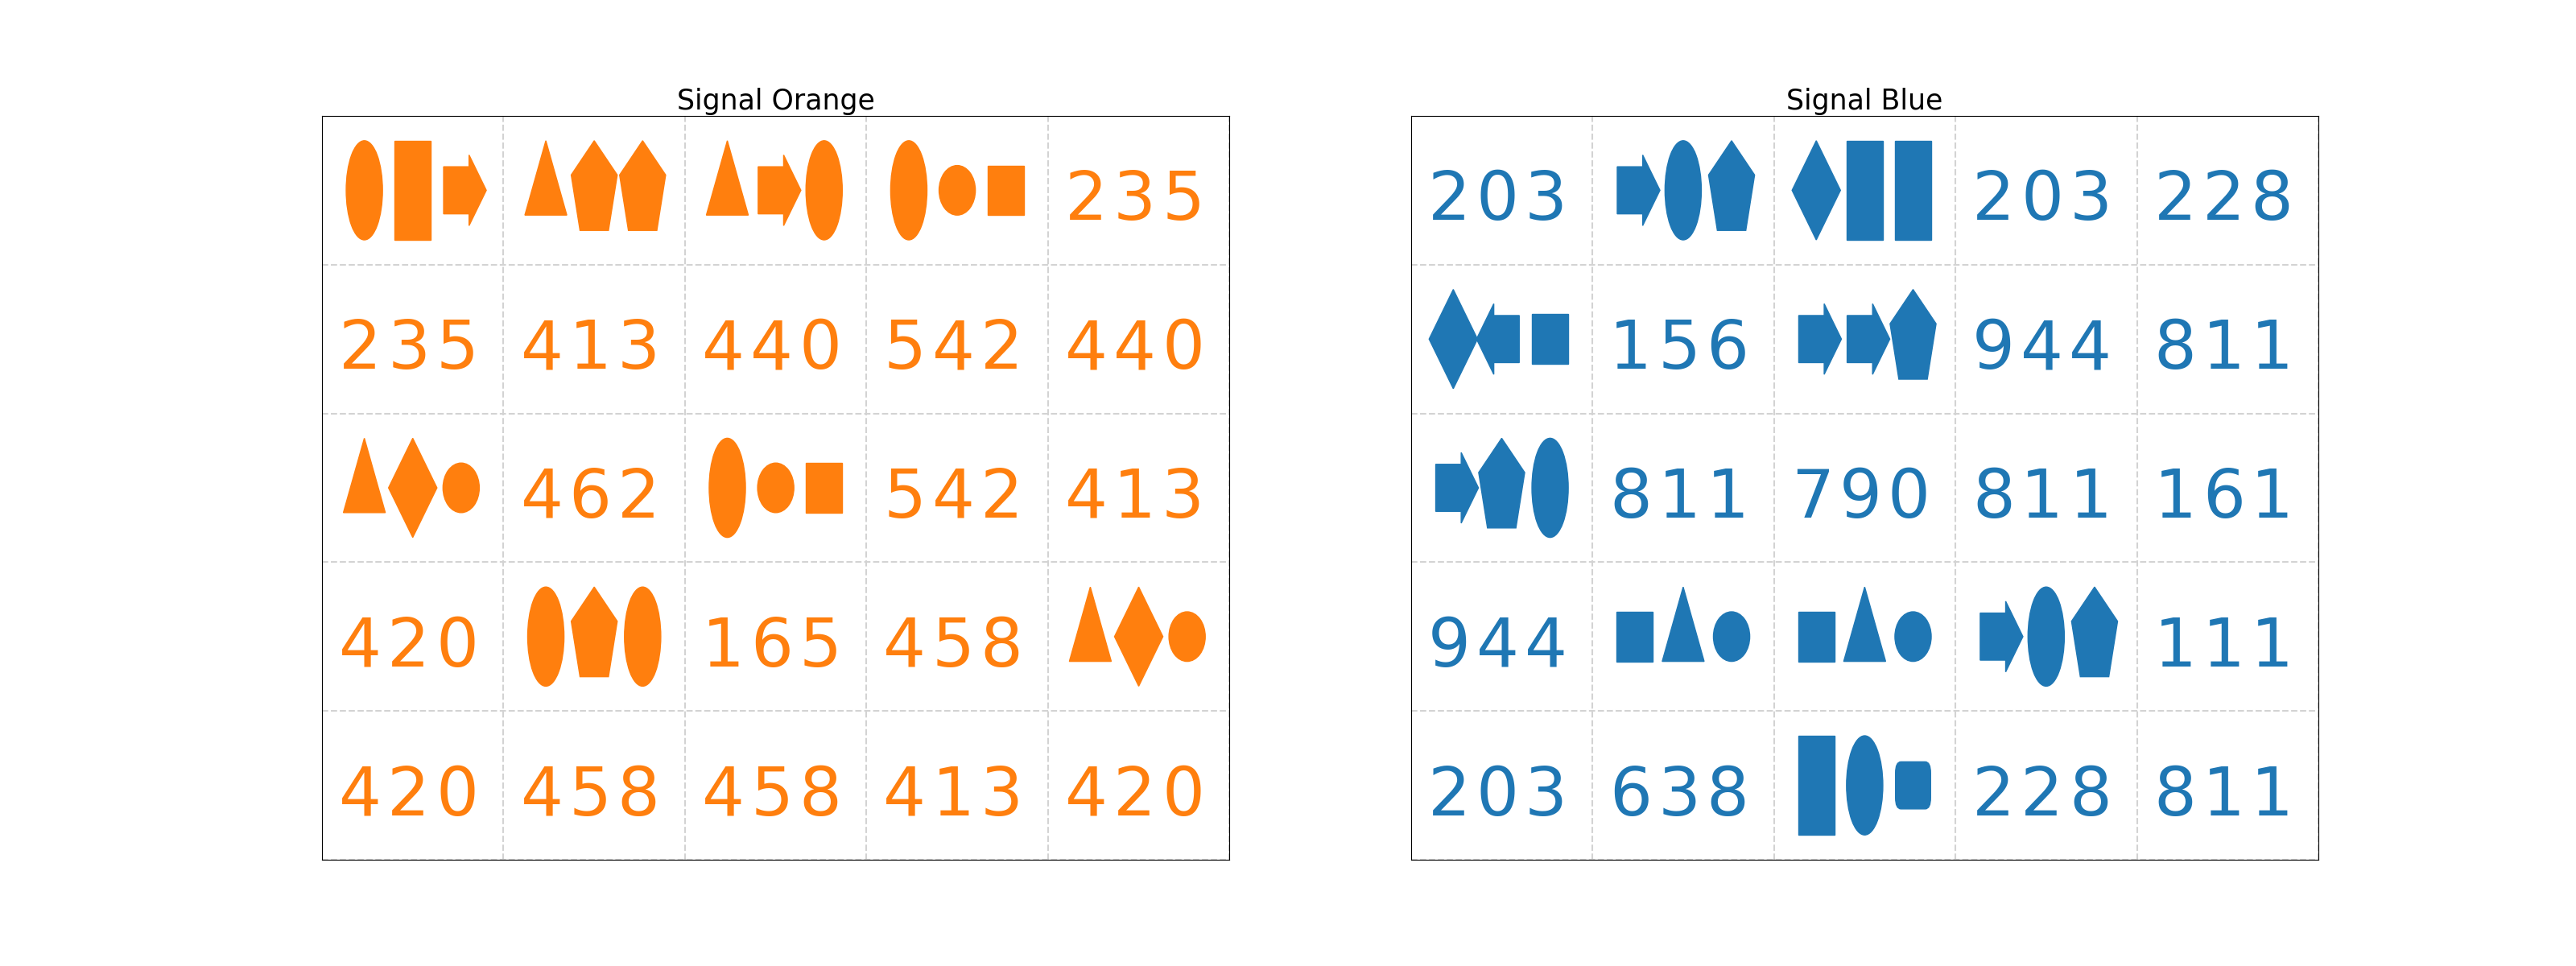 Signal Orange
235
235 413 440 542 440
462 542 413
420 165 458
420 458 458 413 420
Signal Blue
203 203 228
156 944 811
811 790 811 161
944 111
203 638 228 811